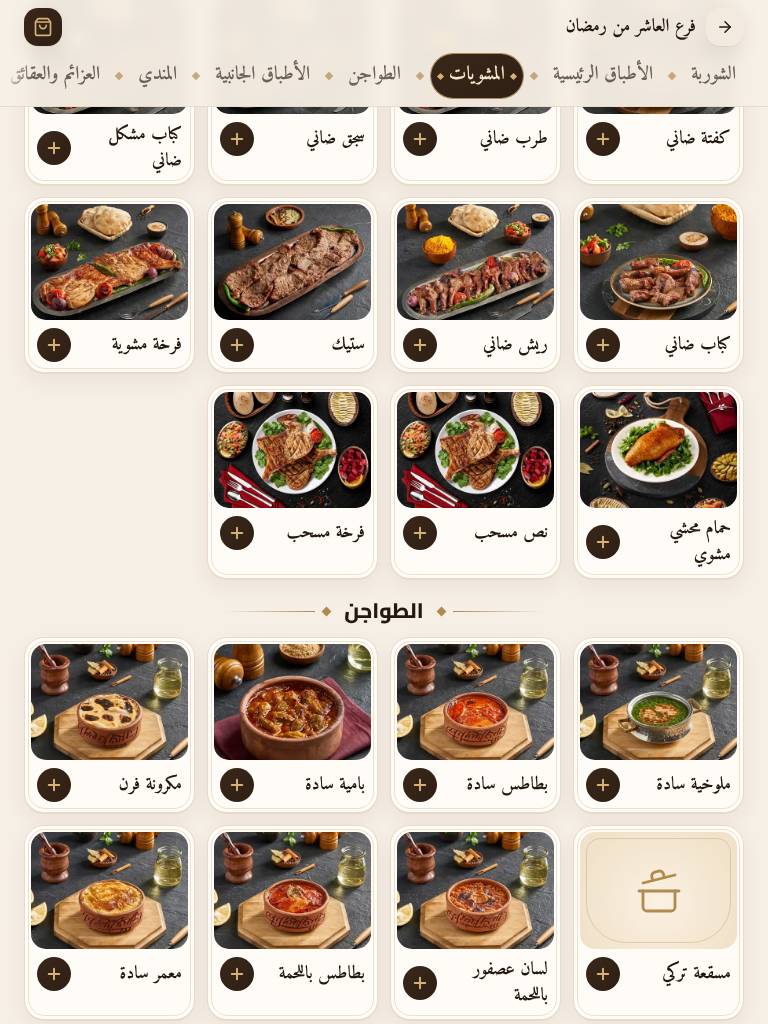 فرع العاشر من رمضان
الشوربة
الأطباق الرئيسية
المشويات
الطواجن
الأطباق الجانبية
المندي
العزائم والعقائق
كفتة ضاني
طرب ضاني
سجق ضاني
كباب مشكل
ضاني
كباب ضاني
ريش ضاني
ستيك
فرخة مشوية
حمام محشي
مشوي
نص مسحب
فرخة مسحب
الطواجن
ملوخية سادة
بطاطس سادة
بامية سادة
مكرونة فرن
مسقعة تركي
لسان عصفور
باللحمة
بطاطس باللحمة
معمر سادة